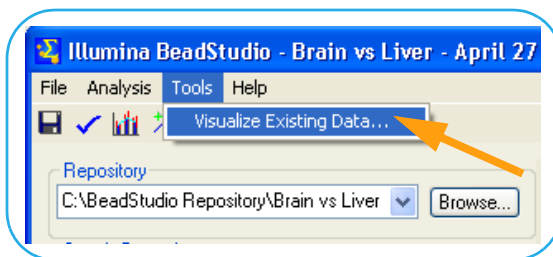 Illumina BeadStudio - Brain vs Liver - April 27
File Analysis Tools Help
Visualize Existing Data...
Repository
C:\BeadStudio Repository\Brain vs Liver Browse...